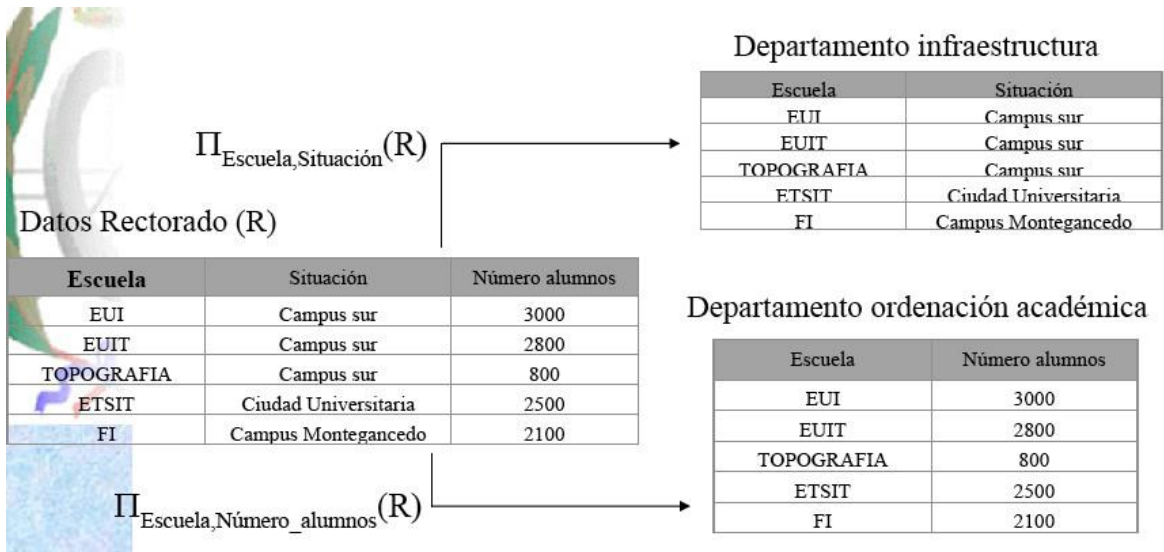 Departamento infraestructura
Escuela Situación
EUI Campus sur
EUIT Campus sur
TOPOGRAFIA Campus sur
ETSIT Ciudad Universitaria
FI Campus Montegancedo
Π Escuela,Situación(R)
Datos Rectorado (R)
Escuela Situación Número alumnos
EUI Campus sur 3000
EUIT Campus sur 2800
TOPOGRAFIA Campus sur 800
ETSIT Ciudad Universitaria 2500
FI Campus Montegancedo 2100
Departamento ordenación académica
Escuela Número alumnos
EUI 3000
EUIT 2800
TOPOGRAFIA 800
ETSIT 2500
FI 2100
Π Escuela,Número_alumnos(R)